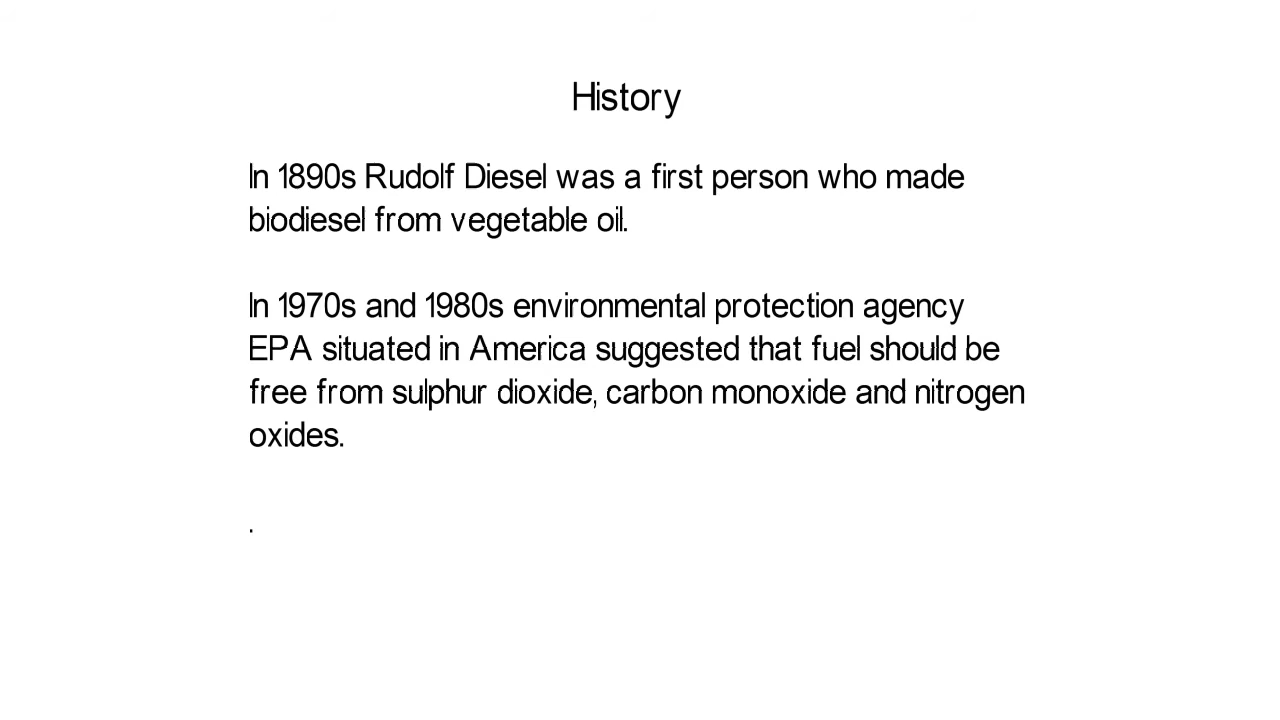 History
In 1890s Rudolf Diesel was a first person who made
biodiesel from vegetable oil.
In 1970s and 1980s environmental protection agency
EPA situated in America suggested that fuel should be
free from sulphur dioxide, carbon monoxide and nitrogen
oxides.
.